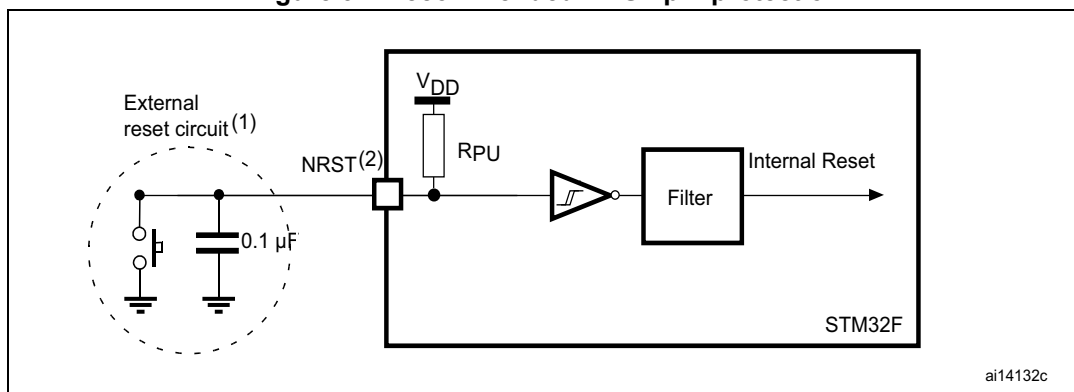 External
reset circuit(1)
VDD
RPU
NRST(2)
Internal Reset
Filter
0.1 µF
STM32F
ai14132c